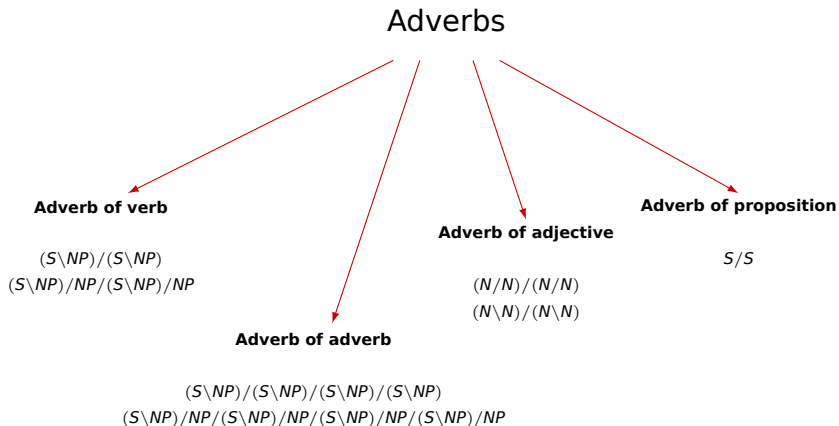 Adverbs
Adverb of verb
(S\NP)/(S\NP)
(S\NP)/NP/(S\NP)/NP
Adverb of adverb
(S\NP)/(S\NP)/(S\NP)/(S\NP)
(S\NP)/NP/(S\NP)/NP/(S\NP)/NP/(S\NP)/NP
Adverb of adjective
(N/N)/(N/N)
(N\N)/(N\N)
Adverb of proposition
S/S